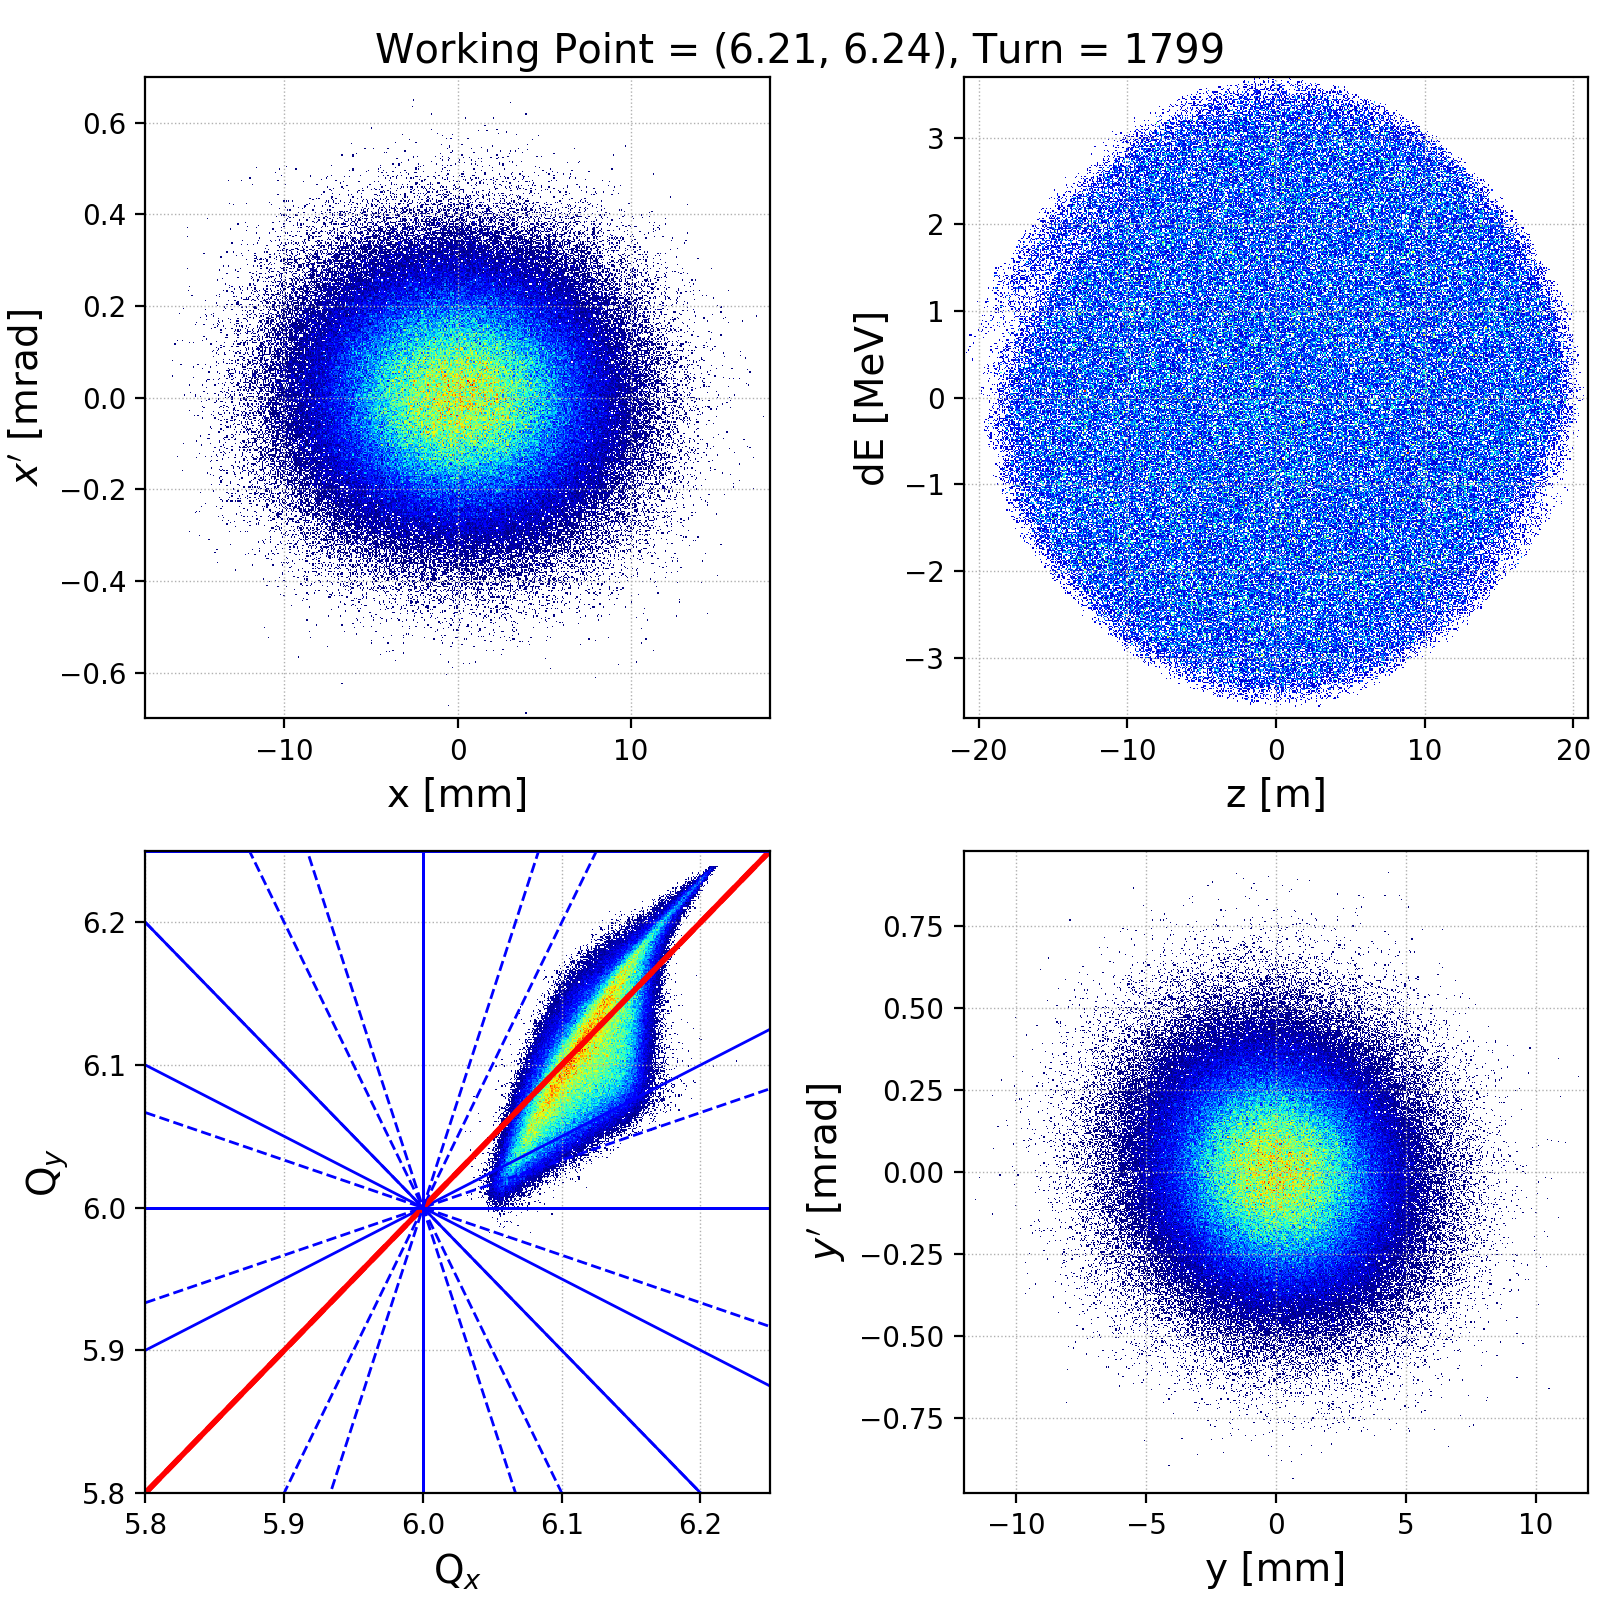 Working Point = (6.21, 6.24), Turn = 1799
0.6
0.4
0.2
0.0
−0.2
−0.4
−0.6
x′ [mrad]
−10 0 10
x [mm]
3
2
1
0
−1
−2
−3
dE [MeV]
−20 −10 0 10 20
z [m]
6.2
6.1
6.0
5.9
5.8
Qy
5.8 5.9 6.0 6.1 6.2
Qx
0.75
0.50
0.25
0.00
−0.25
−0.50
−0.75
y′ [mrad]
−10 −5 0 5 10
y [mm]